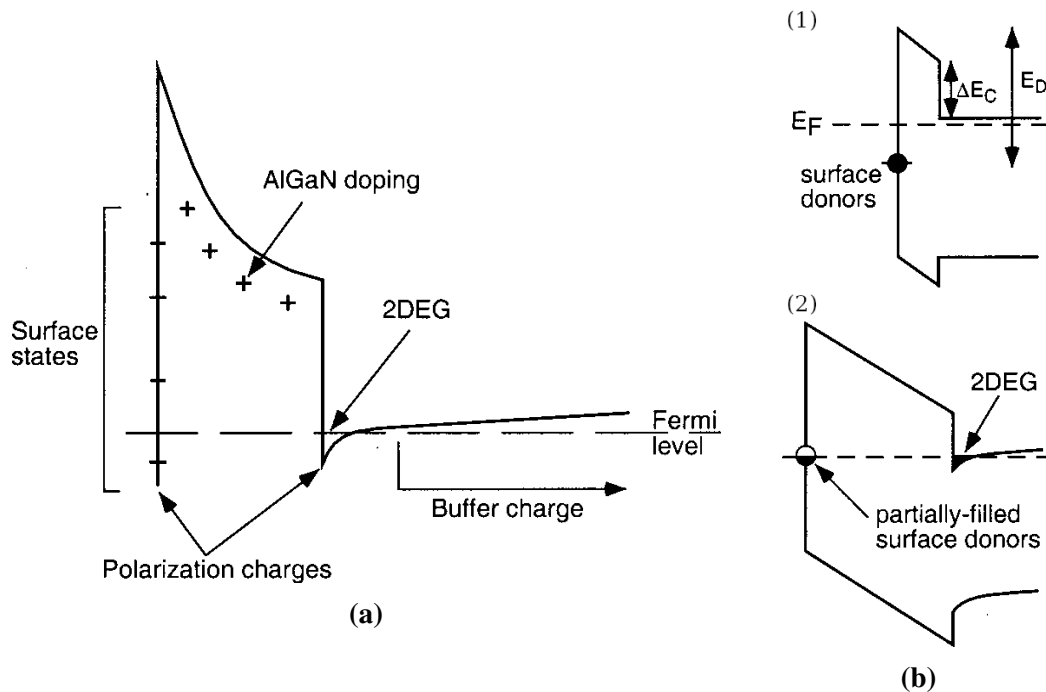 AlGaN doping
2DEG
Surface
states
Fermi
level
Buffer charge
Polarization charges
(a)
(1)
ΔE_C
E_D
E_F
surface
donors
(2)
2DEG
partially-filled
surface donors
(b)